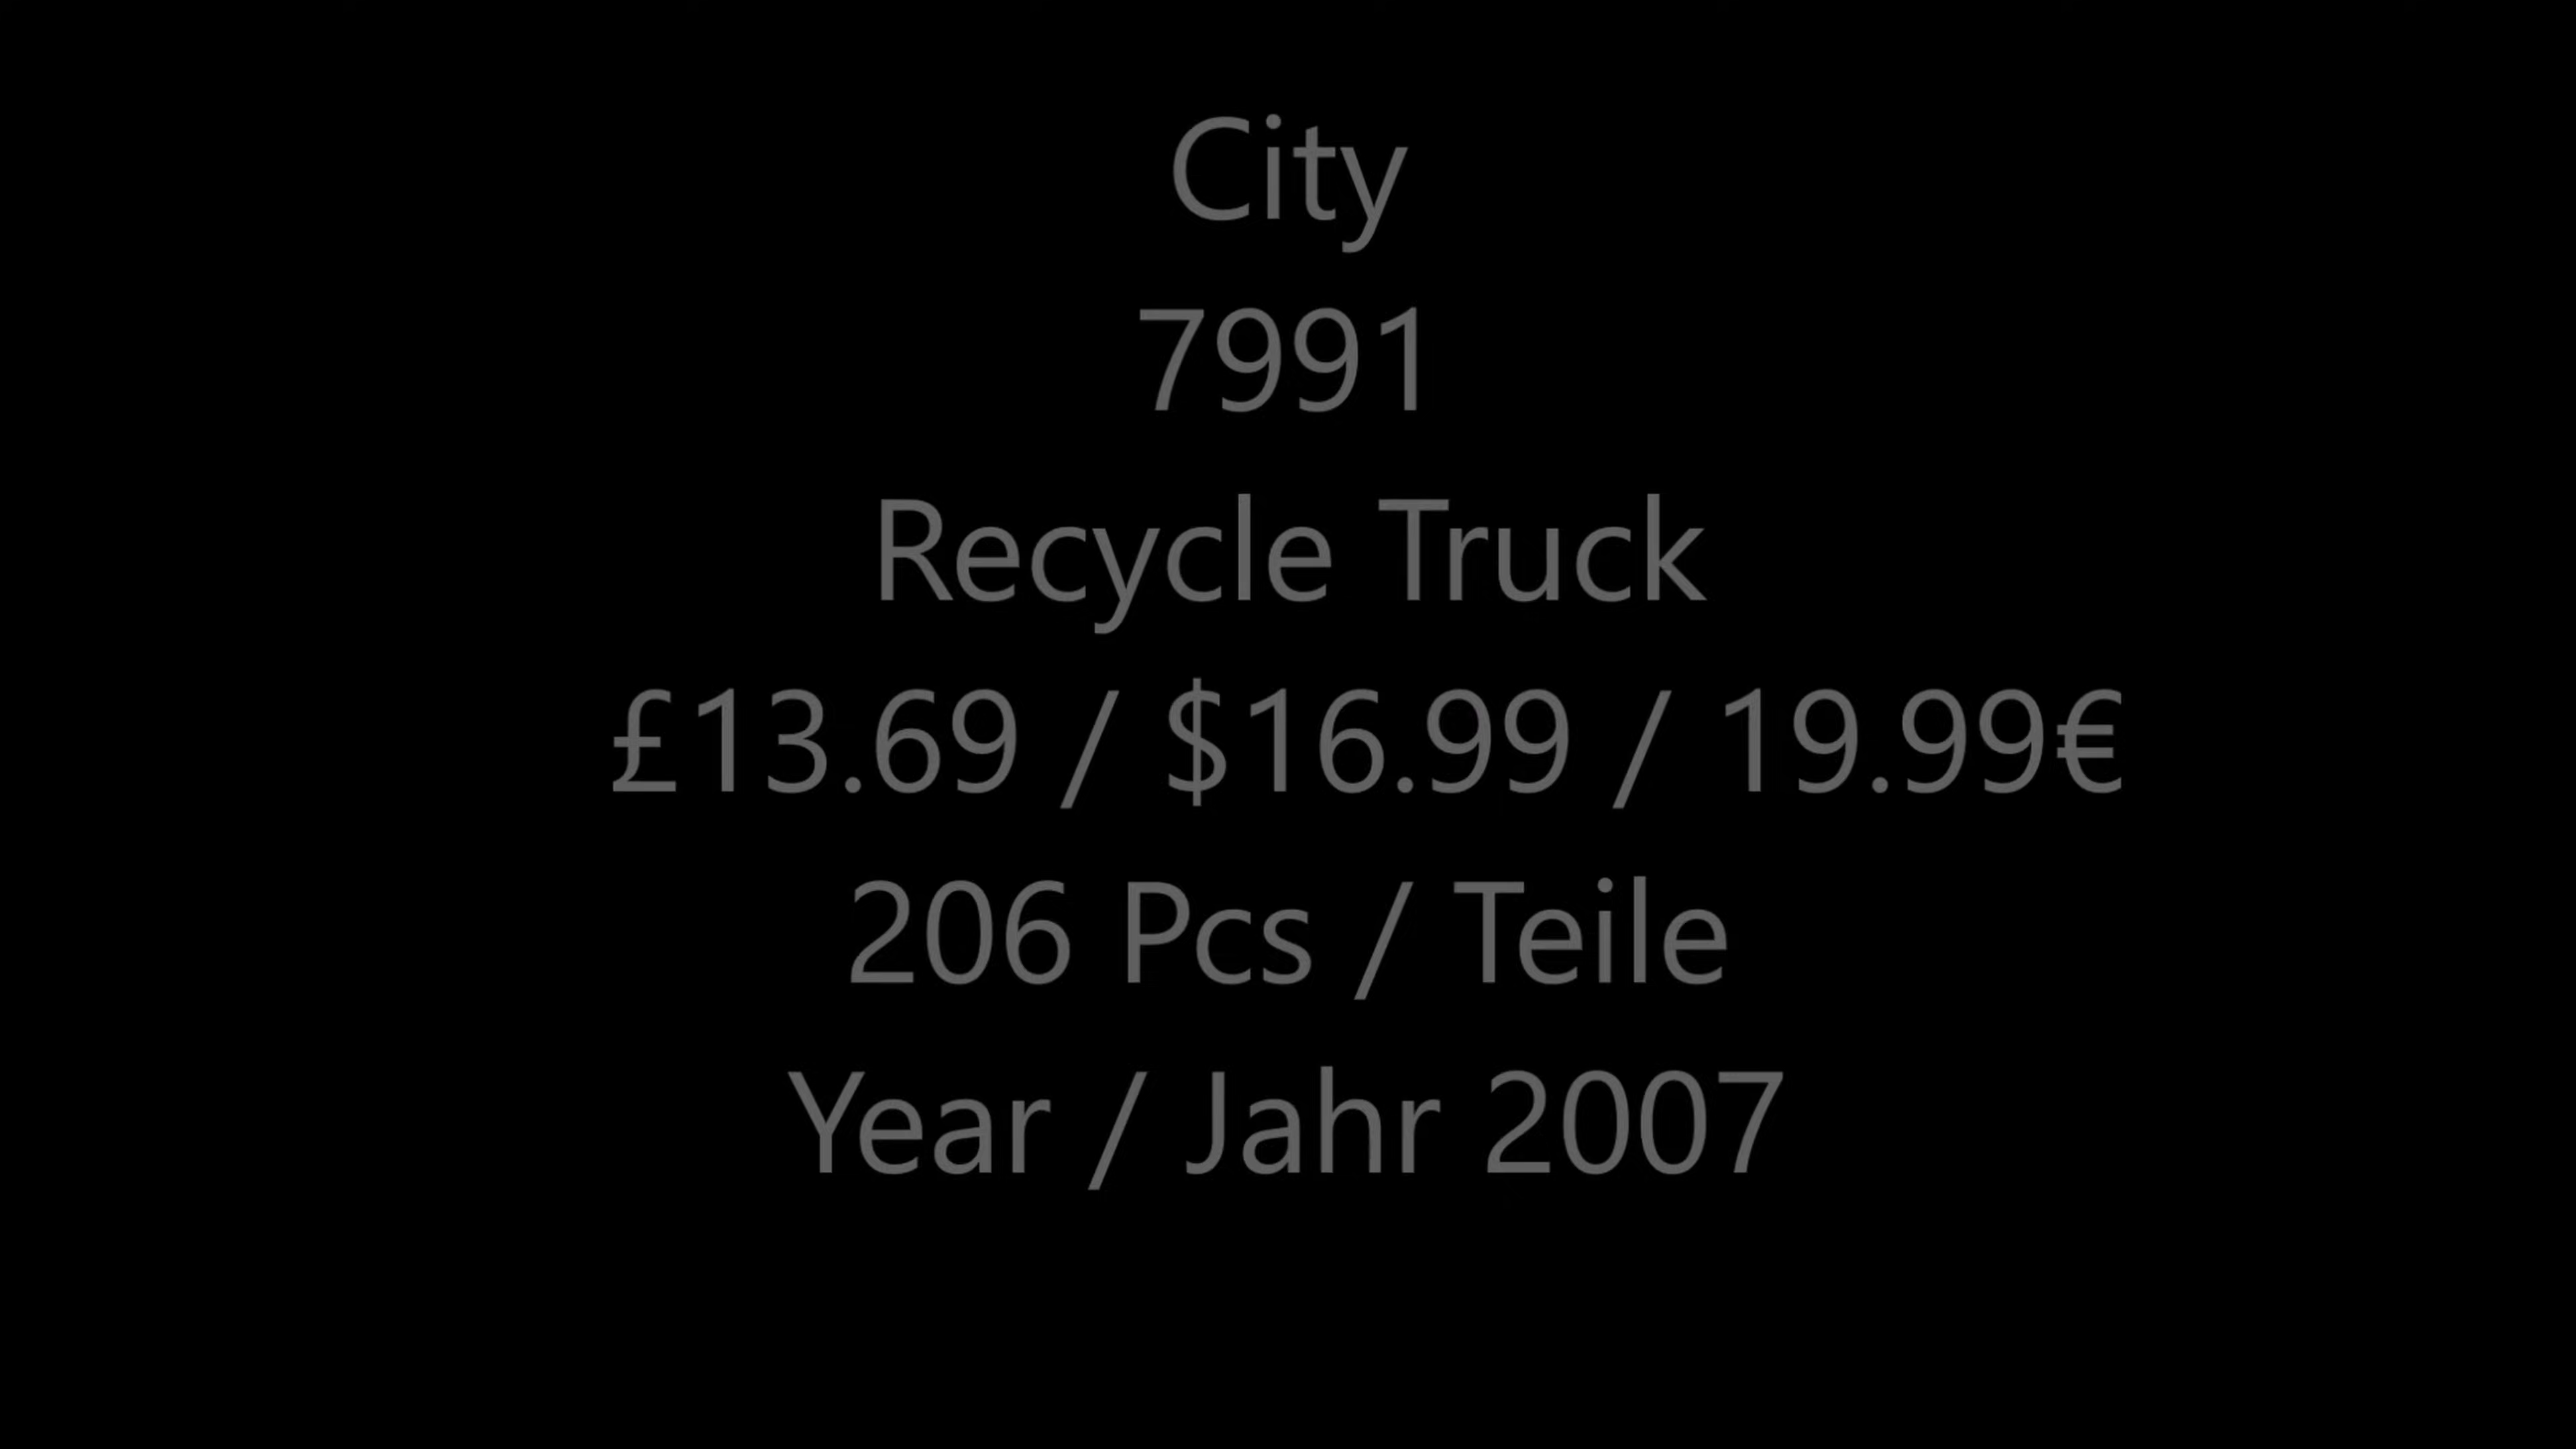 City
7991
Recycle Truck
£13.69 / $16.99 / 19.99€
206 Pcs / Teile
Year / Jahr 2007